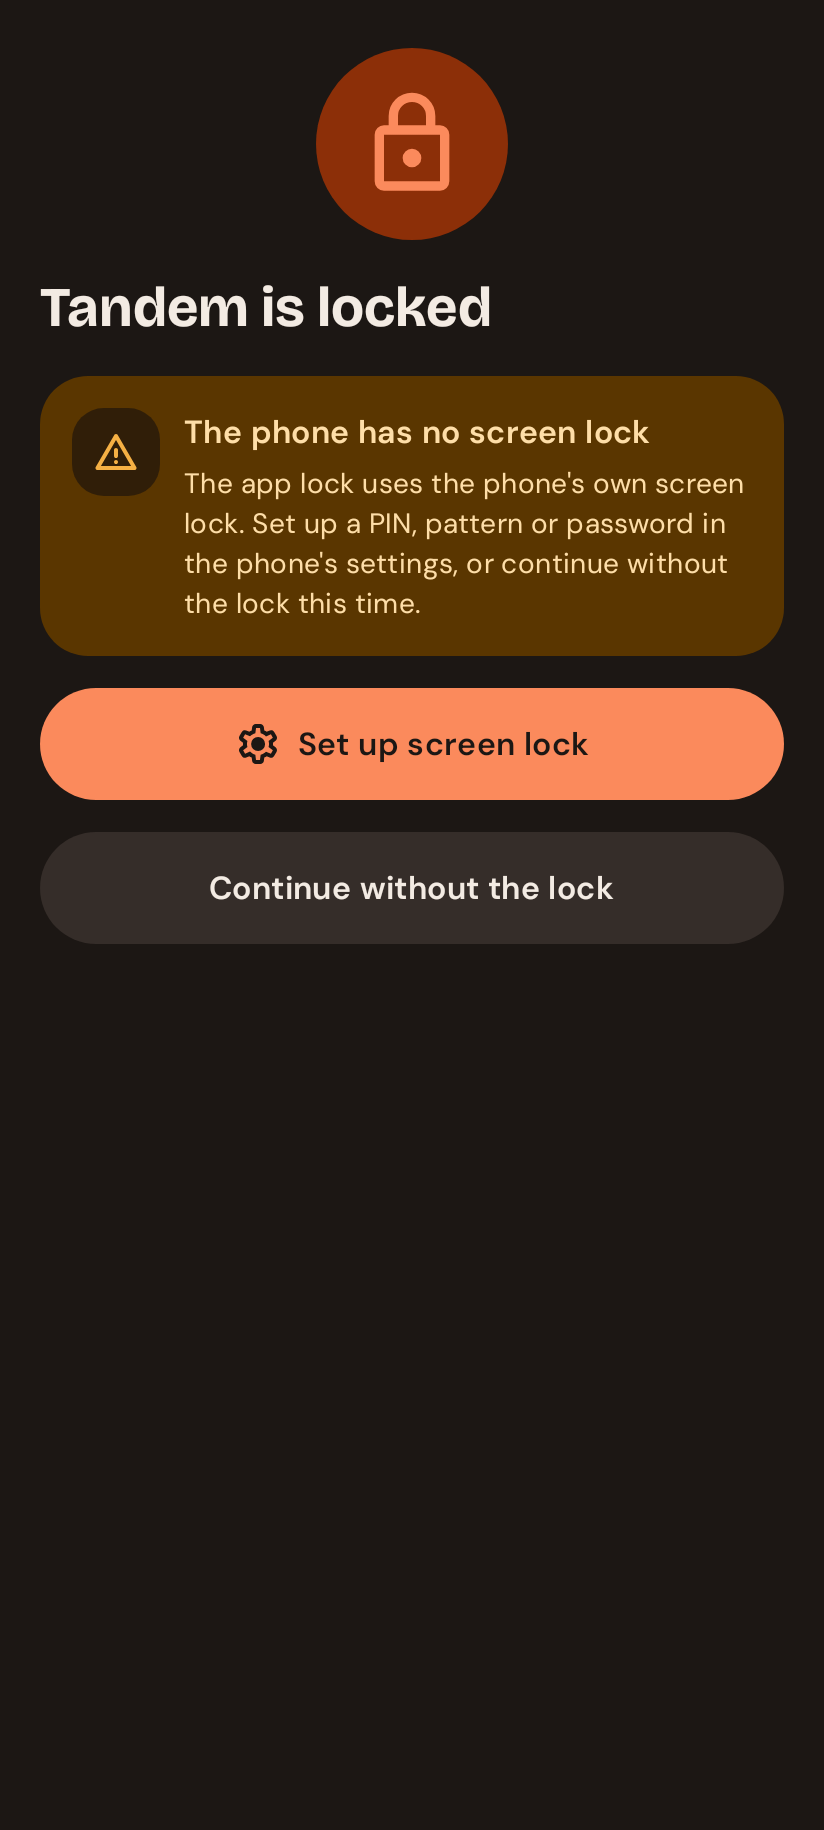 Tandem is locked
The phone has no screen lock
The app lock uses the phone's own screen
lock. Set up a PIN, pattern or password in
the phone's settings, or continue without
the lock this time.
Set up screen lock
Continue without the lock